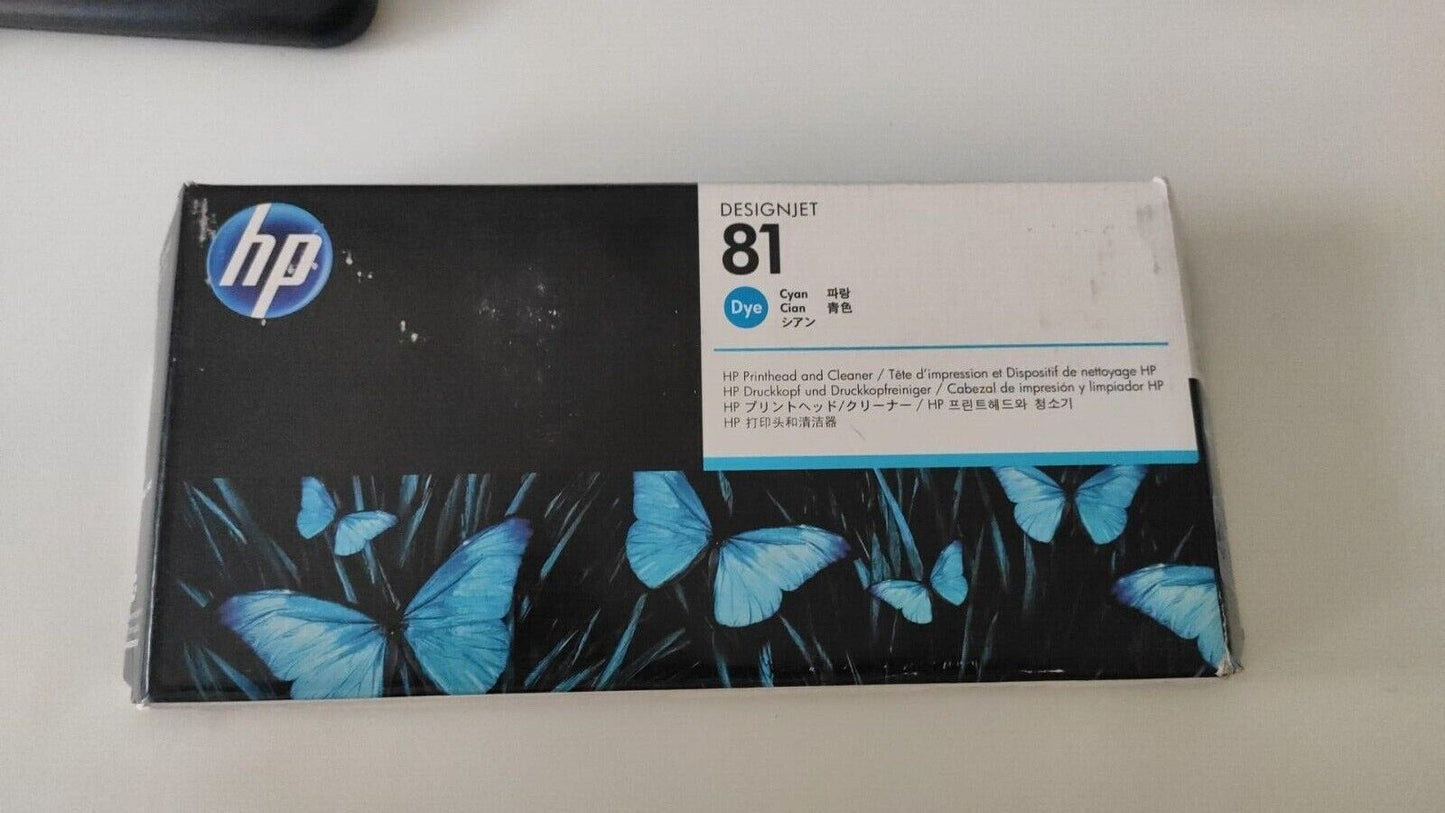 hp
DESIGNJET
81
Dye
Cyan 파랑
Cian 青色
シアン
HP Printhead and Cleaner / Tête d'impression et Dispositif de nettoyage HP
HP Druckkopf und Druckkopfreiniger / Cabezal de impresión y limpiador HP
HP プリントヘッド/クリーナー / HP 프린트헤드와 청소기
HP 打印头和清洁器